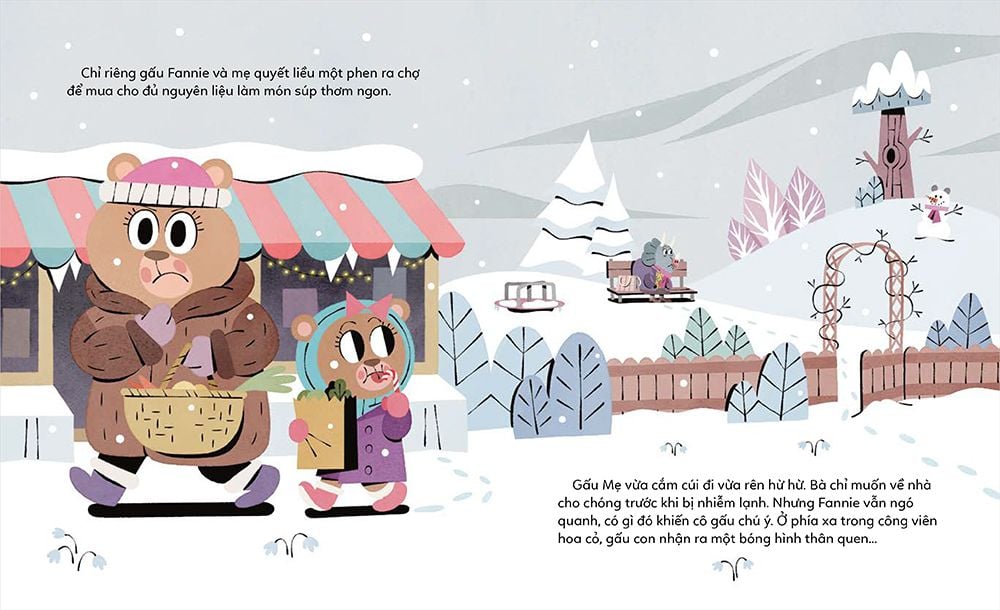 Chỉ riêng gấu Fannie và mẹ quyết liều một phen ra chợ
để mua cho đủ nguyên liệu làm món súp thơm ngon.
Gấu Mẹ vừa cắm cúi đi vừa rên hừ hừ. Bà chỉ muốn về nhà
cho chóng trước khi bị nhiễm lạnh. Nhưng Fannie vẫn ngó
quanh, có gì đó khiến cô gấu chú ý. Ở phía xa trong công viên
hoa cỏ, gấu con nhận ra một bóng hình thân quen...